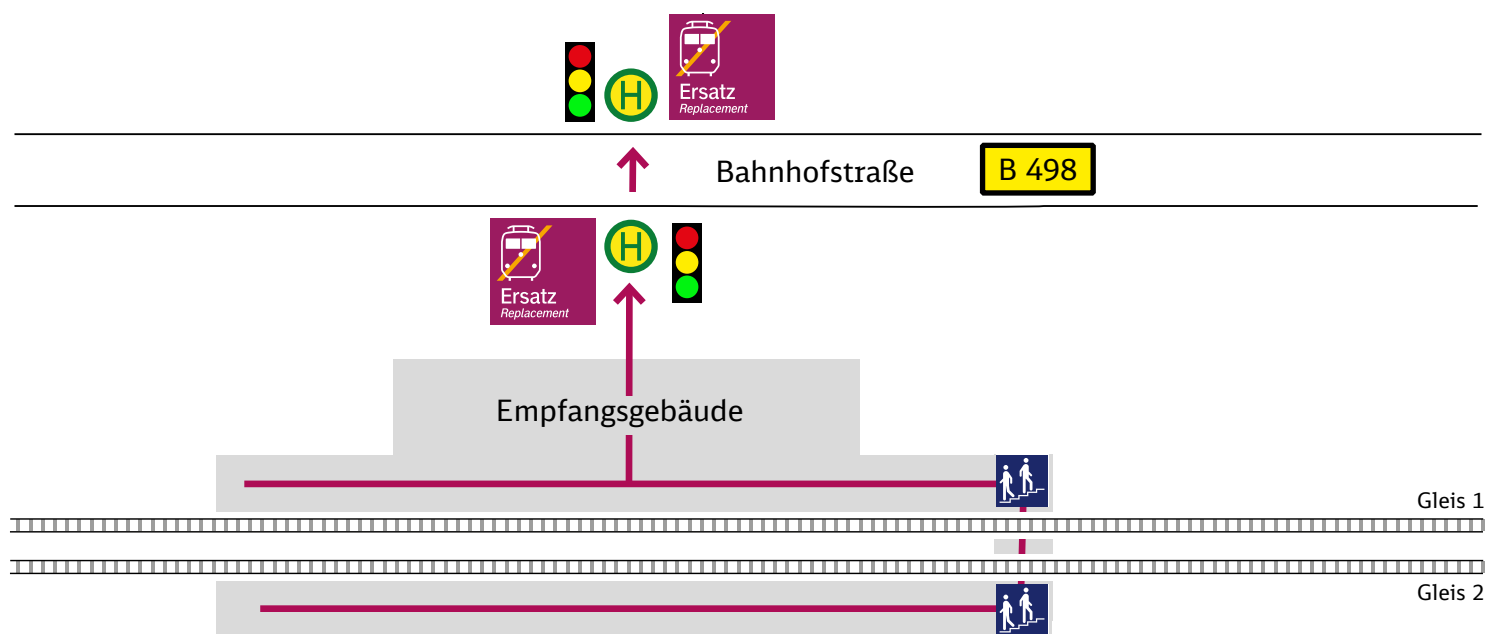 H
Ersatz
Replacement
Bahnhofstraße
B 498
Ersatz
Replacement
H
Empfangsgebäude
Gleis 1
Gleis 2